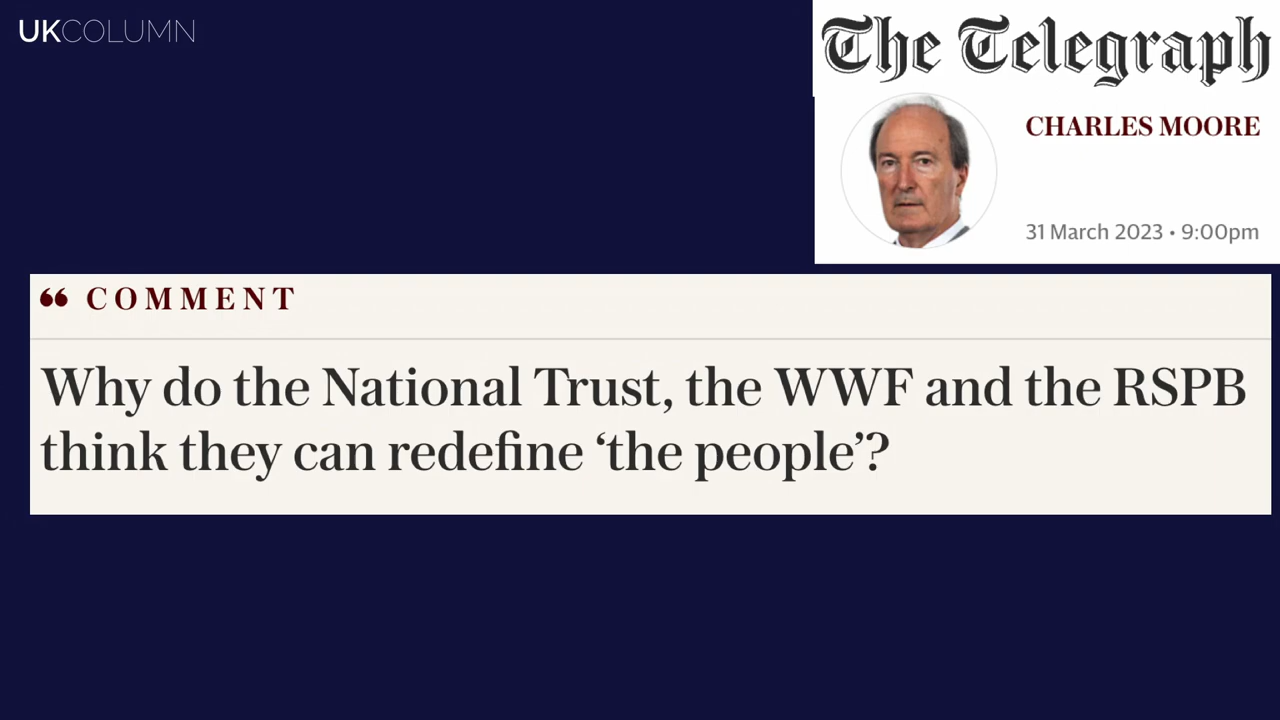 UKCOLUMN
The Telegraph
CHARLES MOORE
31 March 2023 • 9:00pm
“ COMMENT
Why do the National Trust, the WWF and the RSPB
think they can redefine ‘the people’?